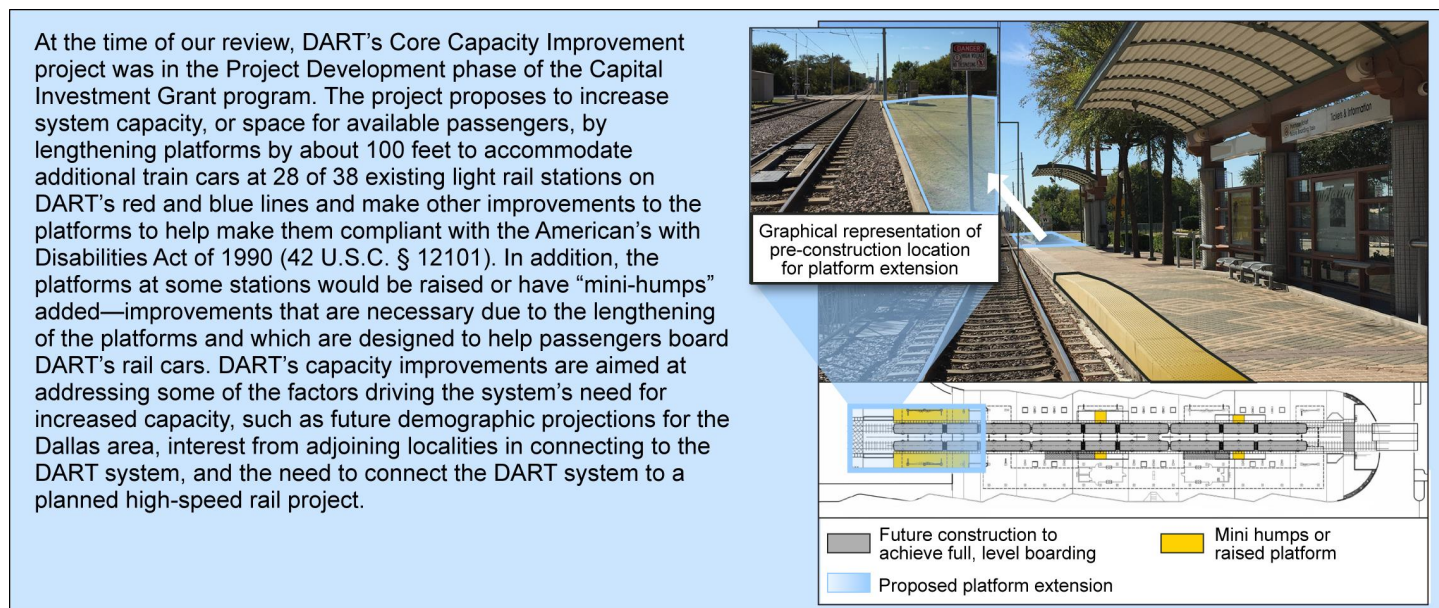 At the time of our review, DART's Core Capacity Improvement
project was in the Project Development phase of the Capital
Investment Grant program. The project proposes to increase
system capacity, or space for available passengers, by
lengthening platforms by about 100 feet to accommodate
additional train cars at 28 of 38 existing light rail stations on
DART's red and blue lines and make other improvements to the
platforms to help make them compliant with the American's with
Disabilities Act of 1990 (42 U.S.C. § 12101). In addition, the
platforms at some stations would be raised or have “mini-humps”
added—improvements that are necessary due to the lengthening
of the platforms and which are designed to help passengers board
DART's rail cars. DART's capacity improvements are aimed at
addressing some of the factors driving the system's need for
increased capacity, such as future demographic projections for the
Dallas area, interest from adjoining localities in connecting to the
DART system, and the need to connect the DART system to a
planned high-speed rail project.
DANGER
Tickets & Information
Graphical representation of
pre-construction location
for platform extension
Future construction to
achieve full, level boarding
Mini humps or
raised platform
Proposed platform extension